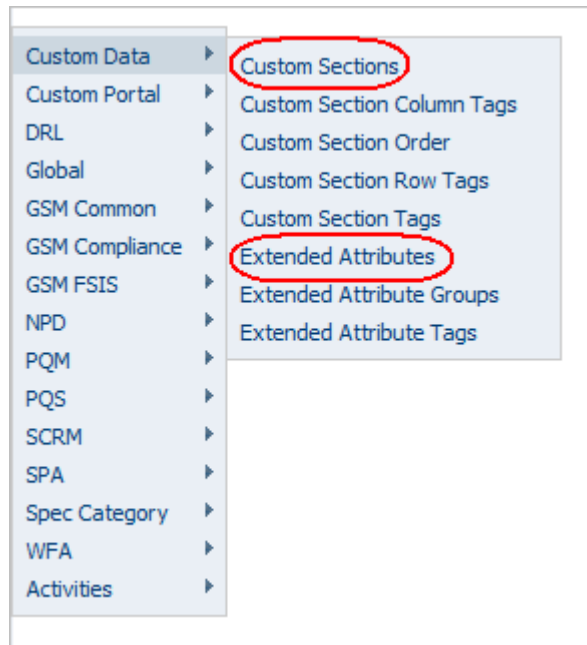 Custom Data
Custom Portal
DRL
Global
GSM Common
GSM Compliance
GSM FSIS
NPD
PQM
PQS
SCRM
SPA
Spec Category
WFA
Activities
Custom Sections
Custom Section Column Tags
Custom Section Order
Custom Section Row Tags
Custom Section Tags
Extended Attributes
Extended Attribute Groups
Extended Attribute Tags